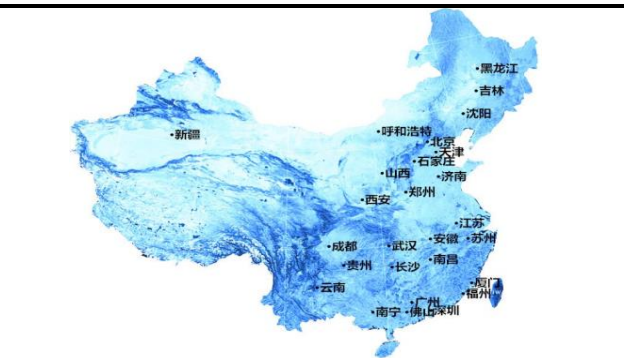 黑龙江
吉林
沈阳
新疆
呼和浩特
北京
天津
石家庄
山西
济南
郑州
西安
江苏
安徽
苏州
成都
武汉
南昌
贵州
长沙
云南
厦门
福州
广州
南宁
佛山
深圳